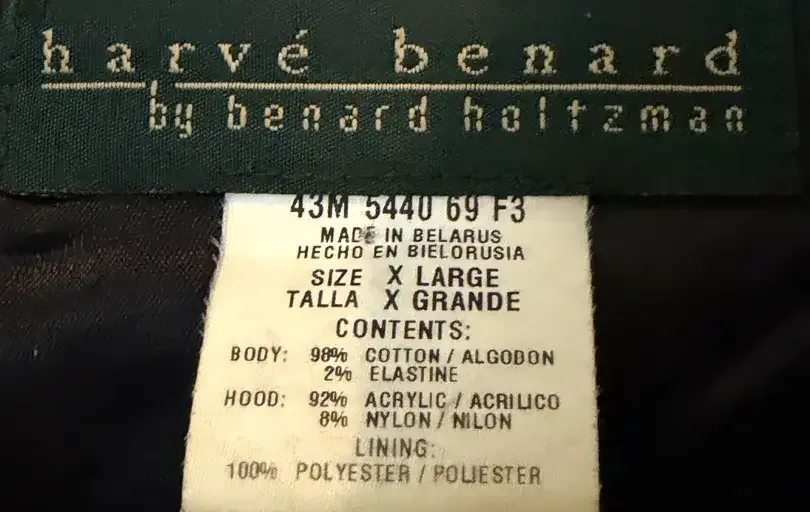 harvé benard
by benard holtzman
43M 5440 69 F3
MADE IN BELARUS
HECHO EN BIELORUSIA
SIZE X LARGE
TALLA X GRANDE
CONTENTS:
BODY: 98% COTTON / ALGODON
2% ELASTINE
HOOD: 92% ACRYLIC / ACRILICO
8% NYLON / NILON
LINING:
100% POLYESTER / POLIESTER